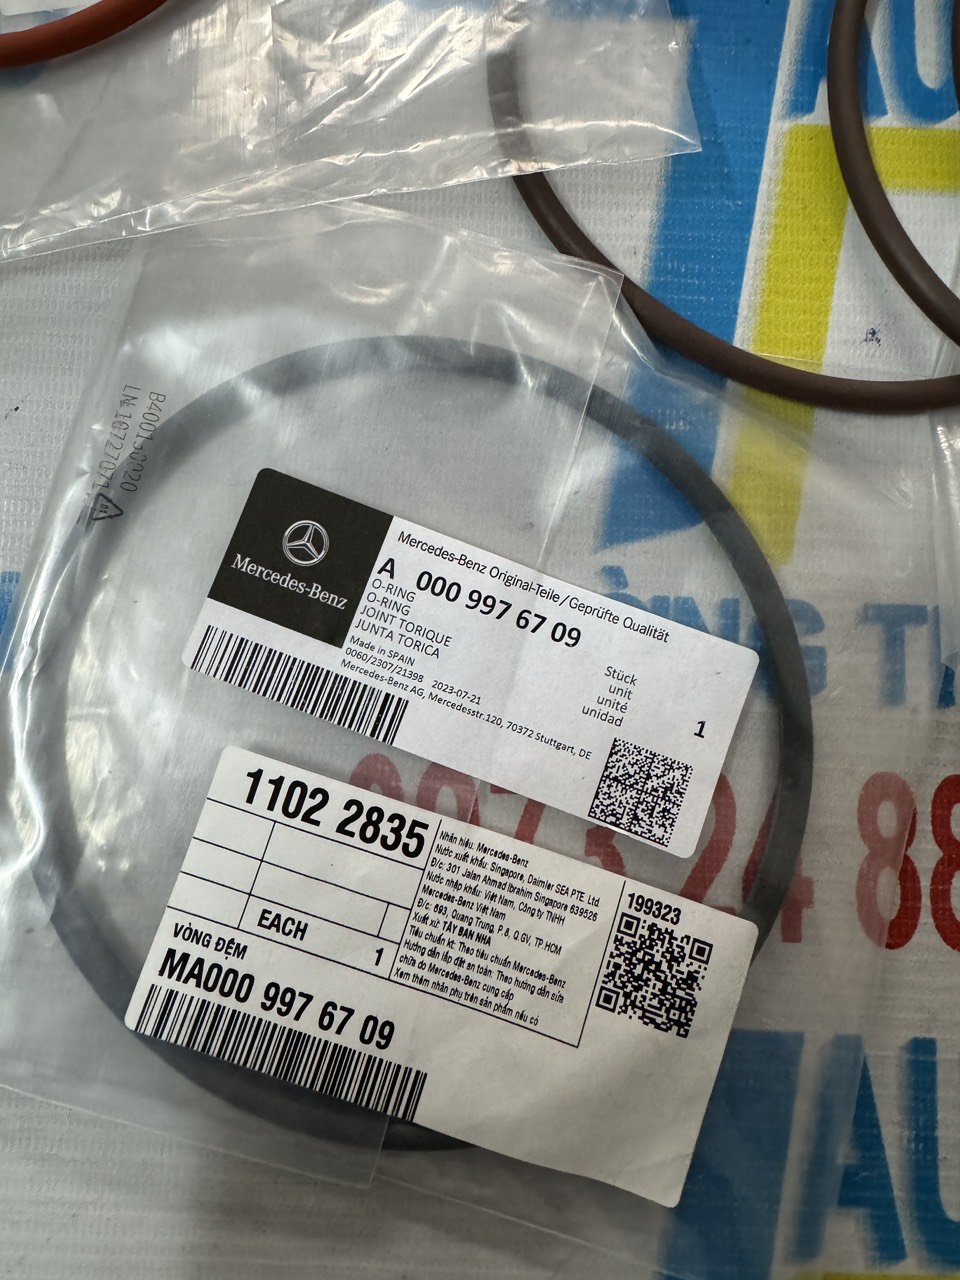 B400130020
LN 10727071
Mercedes-Benz
Mercedes-Benz Original-Teile/Geprüfte Qualität
A 000 997 67 09
O-RING
O-RING
JOINT TORIQUE
JUNTA TORICA
Made in SPAIN
0060/2307/21398 2023-07-21
Mercedes-Benz AG, Mercedesstr.120, 70372 Stuttgart, DE
Stück
unit
unité
unidad
1
1102 2835
EACH
1
VÒNG ĐỆM
MA000 997 67 09
Nhãn hiệu: Mercedes-Benz
Nước xuất khẩu: Singapore, Daimler SEA PTE. Ltd.
Đ/c: 301 Jalan Ahmad Ibrahim Singapore 639526
Nước nhập khẩu: Việt Nam, Công ty TNHH
Mercedes-Benz Việt Nam
Đ/c: 693, Quang Trung, P.8, Q.GV, TP.HCM
Xuất xứ: TÂY BAN NHA
Tiêu chuẩn kt: Theo tiêu chuẩn Mercedes-Benz
Hướng dẫn lắp đặt an toàn: Theo hướng dẫn sửa
chữa do Mercedes-Benz cung cấp
Xem thêm nhãn phụ trên sản phẩm nếu có
199323